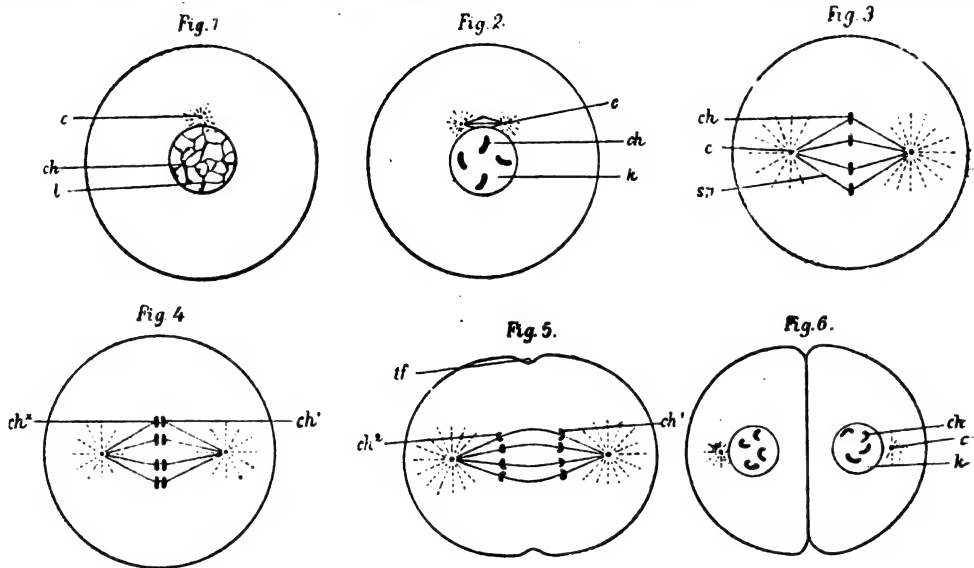 Fig. 1
c
ch
l
Fig. 2.
c
ch
k
Fig. 3
ch
c
sp
Fig. 4
ch²
ch'
Fig. 5.
tf
ch²
ch'
Fig. 6.
ch
c
k